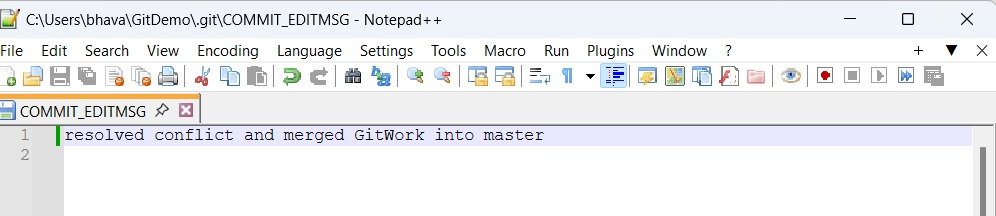 C:\Users\bhava\GitDemo\.git\COMMIT_EDITMSG - Notepad++
File Edit Search View Encoding Language Settings Tools Macro Run Plugins Window ?
COMMIT_EDITMSG
1 resolved conflict and merged GitWork into master
2